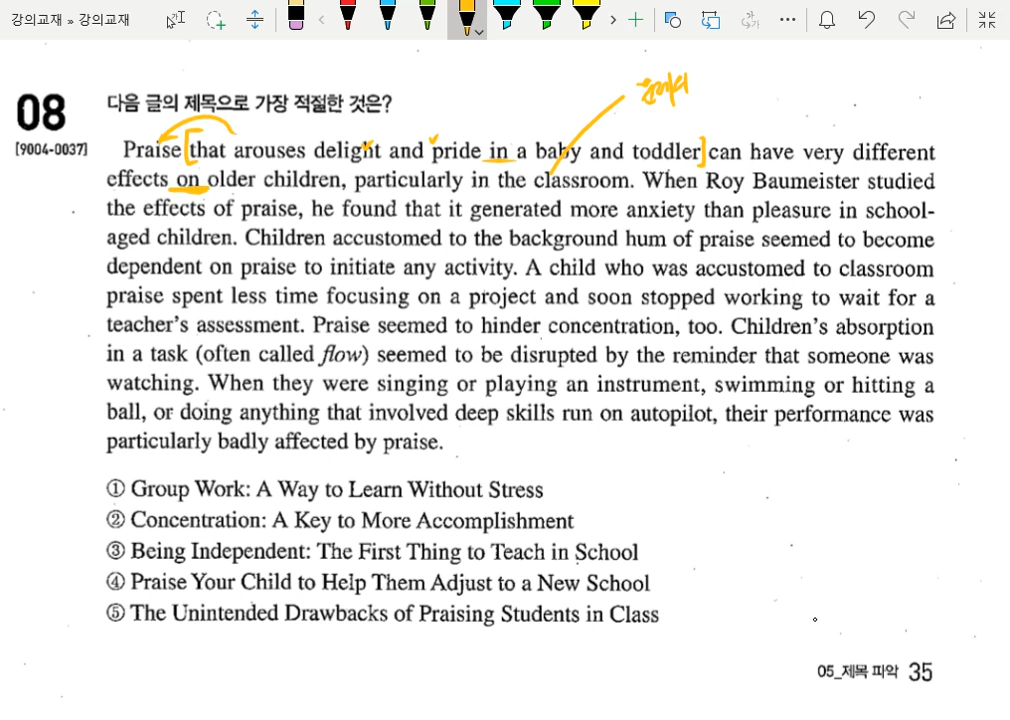 강의교재 » 강의교재
08
[9004-0037]
다음 글의 제목으로 가장 적절한 것은?
Praise that arouses delight and pride in a baby and toddler can have very different
effects on older children, particularly in the classroom. When Roy Baumeister studied
the effects of praise, he found that it generated more anxiety than pleasure in school-
aged children. Children accustomed to the background hum of praise seemed to become
dependent on praise to initiate any activity. A child who was accustomed to classroom
praise spent less time focusing on a project and soon stopped working to wait for a
teacher's assessment. Praise seemed to hinder concentration, too. Children's absorption
in a task (often called flow) seemed to be disrupted by the reminder that someone was
watching. When they were singing or playing an instrument, swimming or hitting a
ball, or doing anything that involved deep skills run on autopilot, their performance was
particularly badly affected by praise.
① Group Work: A Way to Learn Without Stress
② Concentration: A Key to More Accomplishment
③ Being Independent: The First Thing to Teach in School
④ Praise Your Child to Help Them Adjust to a New School
⑤ The Unintended Drawbacks of Praising Students in Class
05_제목 파악 35